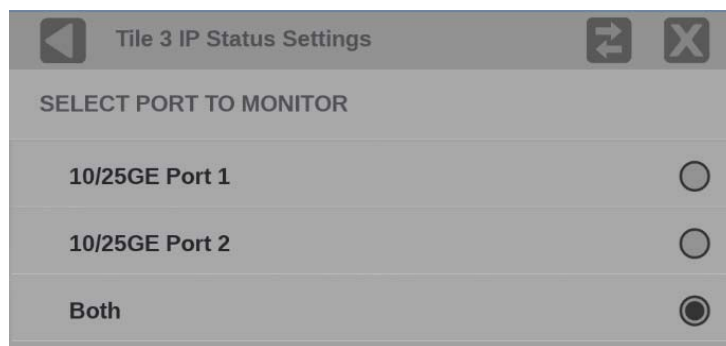 Tile 3 IP Status Settings
SELECT PORT TO MONITOR
10/25GE Port 1
10/25GE Port 2
Both